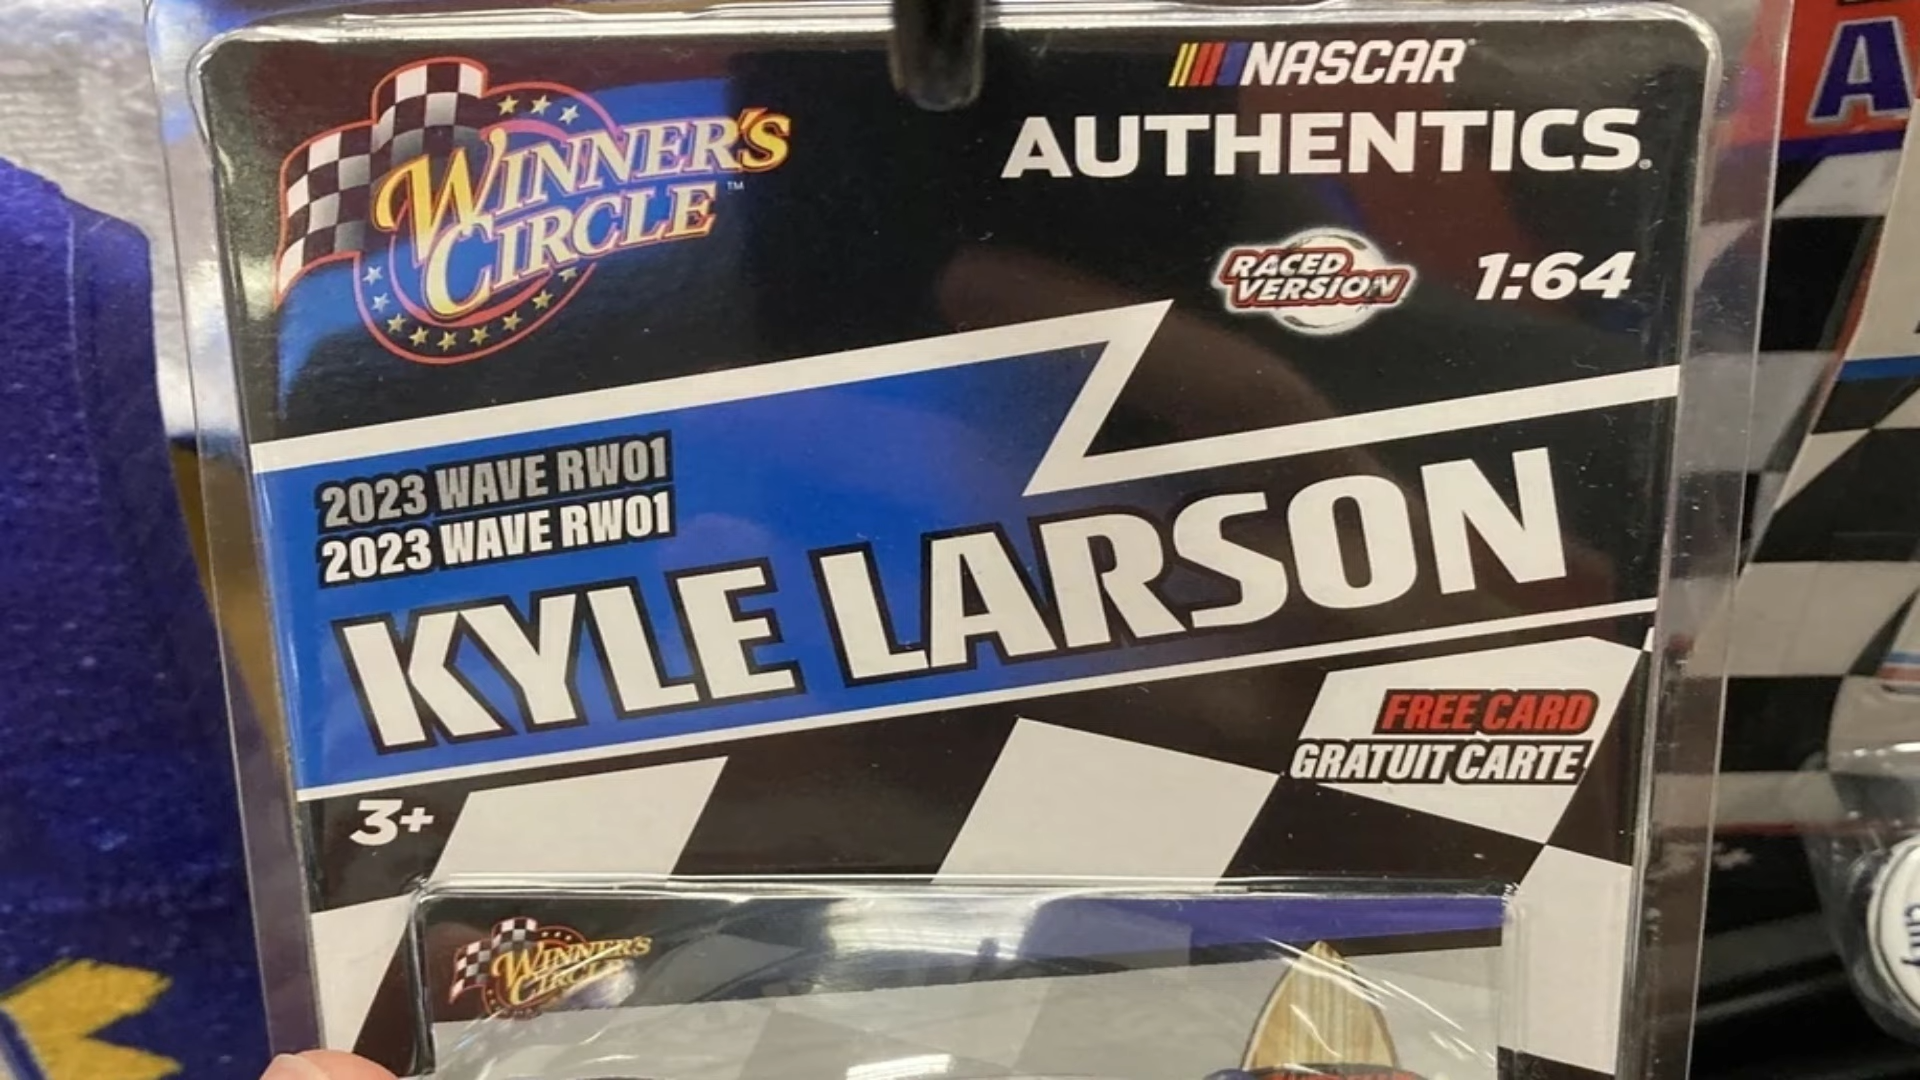 WINNER'S
CIRCLE™
NASCAR
AUTHENTICS.
RACED
VERSION
1:64
2023 WAVE RW01
2023 WAVE RW01
KYLE LARSON
FREE CARD
GRATUIT CARTE
3+
WINNER'S
CIRCLE